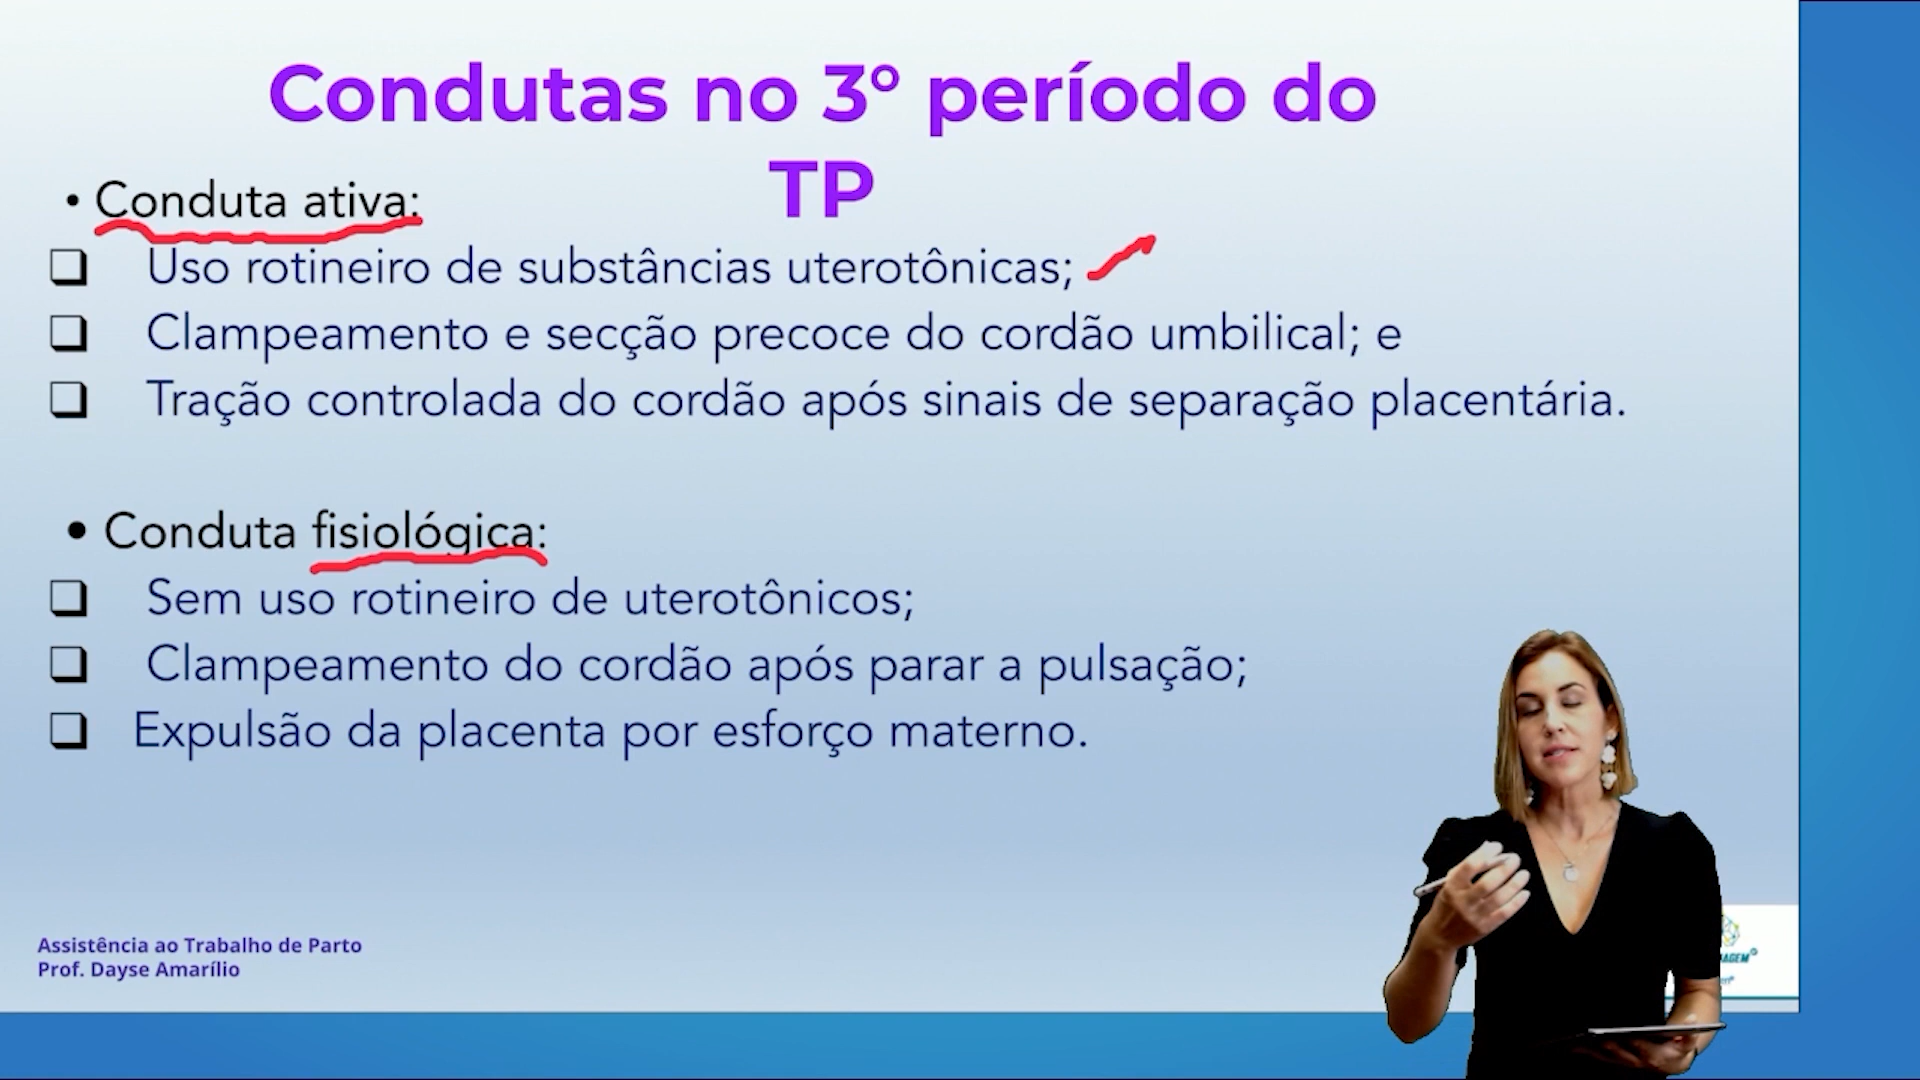 Condutas no 3º período do
TP
• Conduta ativa:
❑ Uso rotineiro de substâncias uterotônicas;
❑ Clampeamento e secção precoce do cordão umbilical; e
❑ Tração controlada do cordão após sinais de separação placentária.
• Conduta fisiológica:
❑ Sem uso rotineiro de uterotônicos;
❑ Clampeamento do cordão após parar a pulsação;
❑ Expulsão da placenta por esforço materno.
Assistência ao Trabalho de Parto
Prof. Dayse Amarílio